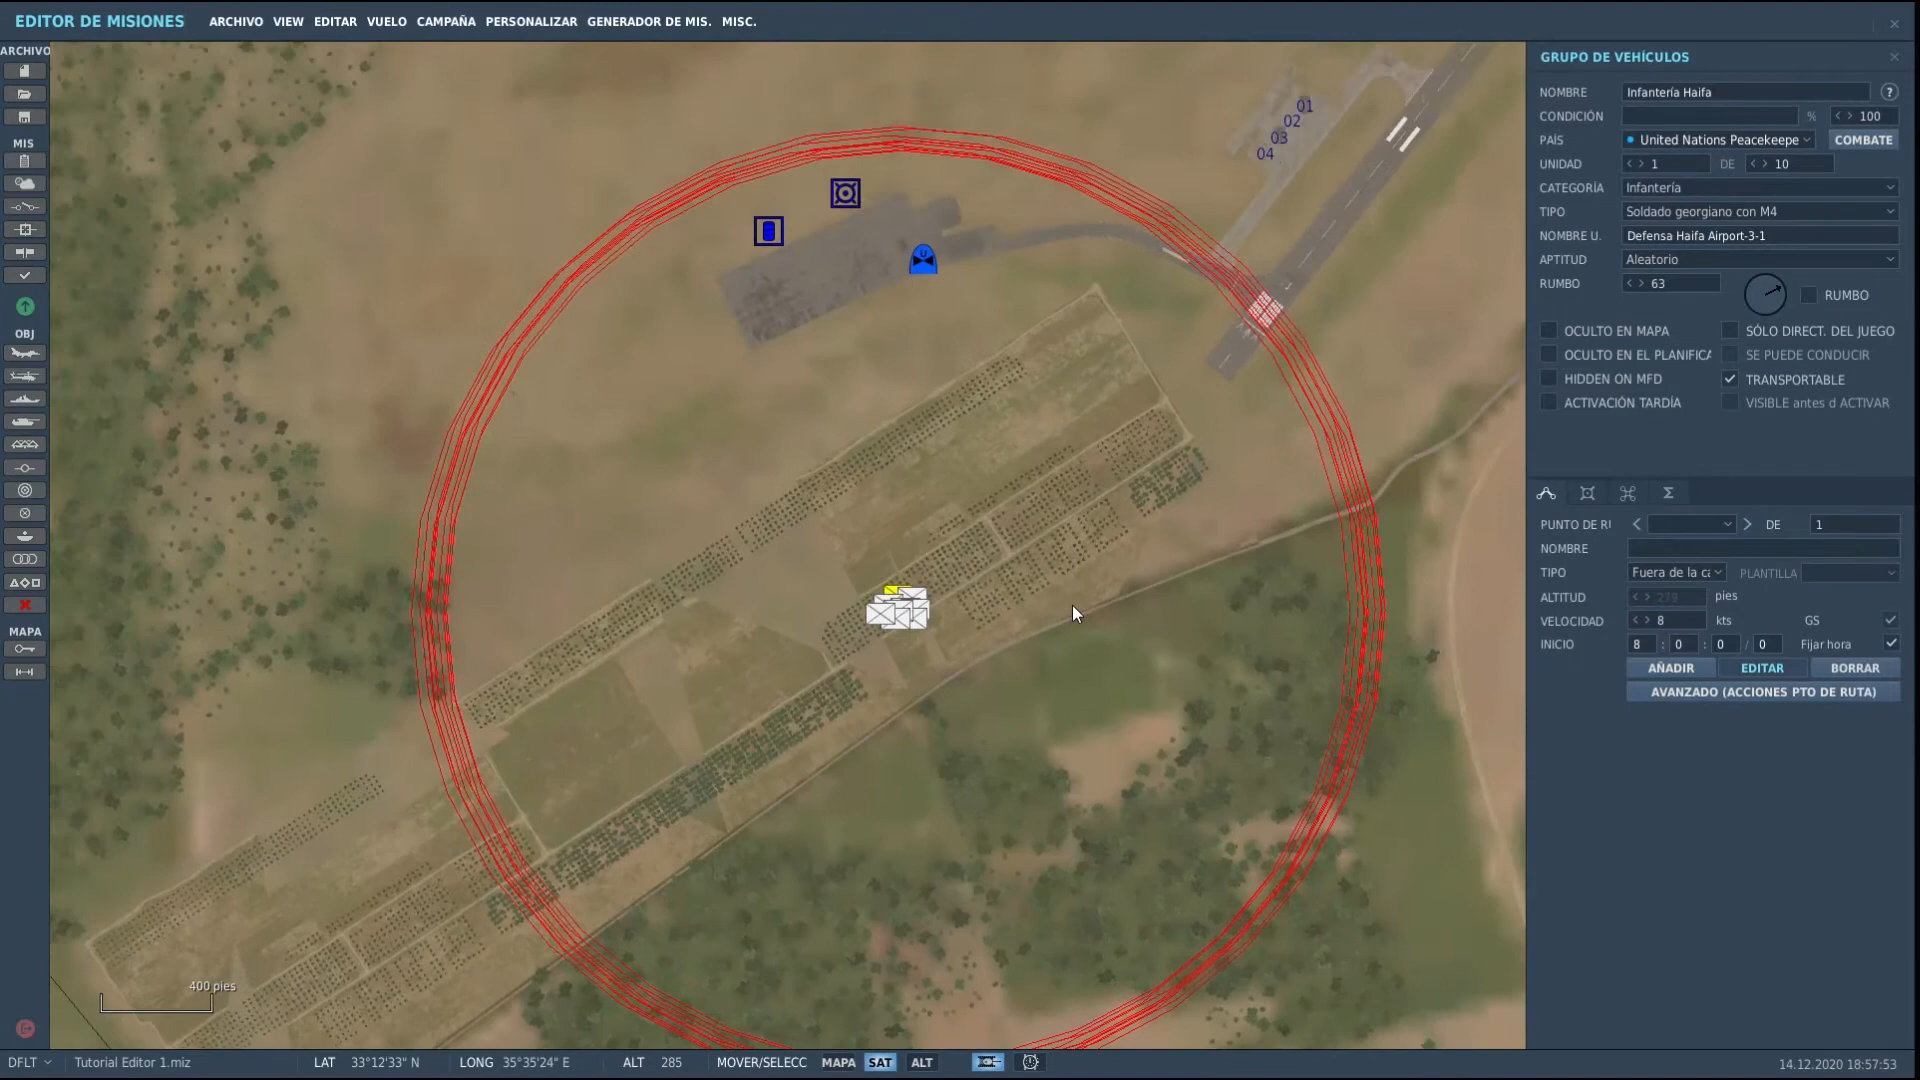 EDITOR DE MISIONES ARCHIVO VIEW EDITAR VUELO CAMPAÑA PERSONALIZAR GENERADOR DE MIS. MISC.
ARCHIVO
MIS
OBJ
MAPA
01
02
03
04
400 pies
GRUPO DE VEHÍCULOS
NOMBRE Infantería Haifa ?
CONDICIÓN % < > 100
PAÍS United Nations Peacekeepe COMBATE
UNIDAD < > 1 DE < > 10
CATEGORÍA Infantería
TIPO Soldado georgiano con M4
NOMBRE U. Defensa Haifa Airport-3-1
APTITUD Aleatorio
RUMBO < > 63 RUMBO
OCULTO EN MAPA SÓLO DIRECT. DEL JUEGO
OCULTO EN EL PLANIFICA SE PUEDE CONDUCIR
HIDDEN ON MFD TRANSPORTABLE
ACTIVACIÓN TARDÍA VISIBLE antes d ACTIVAR
PUNTO DE RU < > DE 1
NOMBRE
TIPO Fuera de la ca PLANTILLA
ALTITUD < > 239 pies
VELOCIDAD < > 8 kts GS
INICIO 8 : 0 : 0 / 0 Fijar hora
AÑADIR EDITAR BORRAR
AVANZADO (ACCIONES PTO DE RUTA)
DFLT Tutorial Editor 1.miz LAT 33°12'33" N LONG 35°35'24" E ALT 285 MOVER/SELECC MAPA SAT ALT 14.12.2020 18:57:53